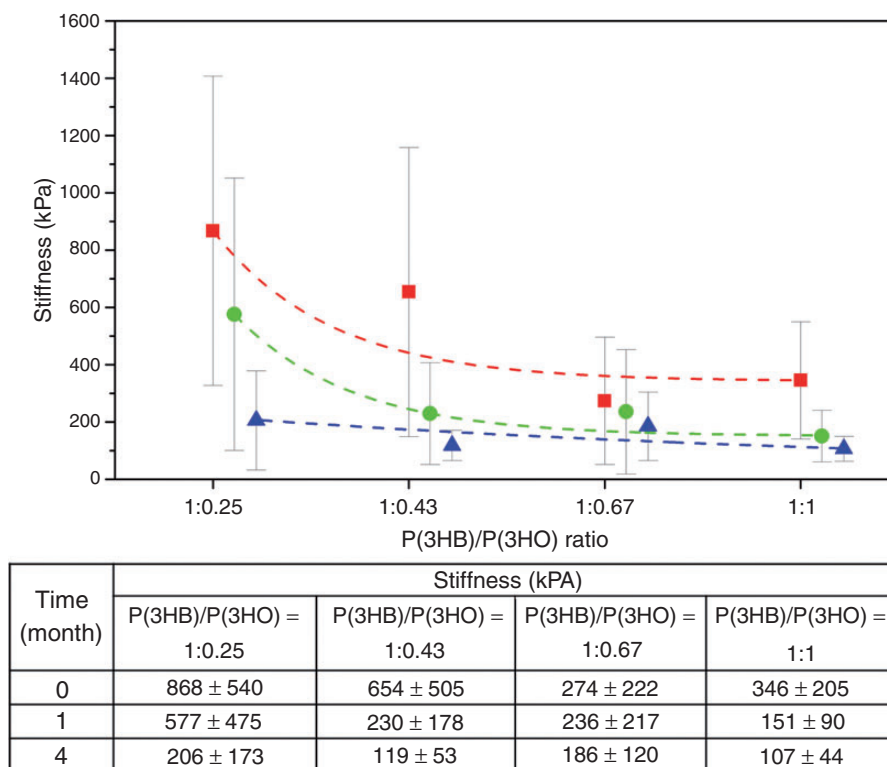 1600
1400
1200
1000
800
600
400
200
0
Stiffness (kPa)
1:0.25 1:0.43 1:0.67 1:1
P(3HB)/P(3HO) ratio
Time (month)
Stiffness (kPA)
P(3HB)/P(3HO) = 1:0.25
P(3HB)/P(3HO) = 1:0.43
P(3HB)/P(3HO) = 1:0.67
P(3HB)/P(3HO) = 1:1
0 868 ± 540 654 ± 505 274 ± 222 346 ± 205
1 577 ± 475 230 ± 178 236 ± 217 151 ± 90
4 206 ± 173 119 ± 53 186 ± 120 107 ± 44